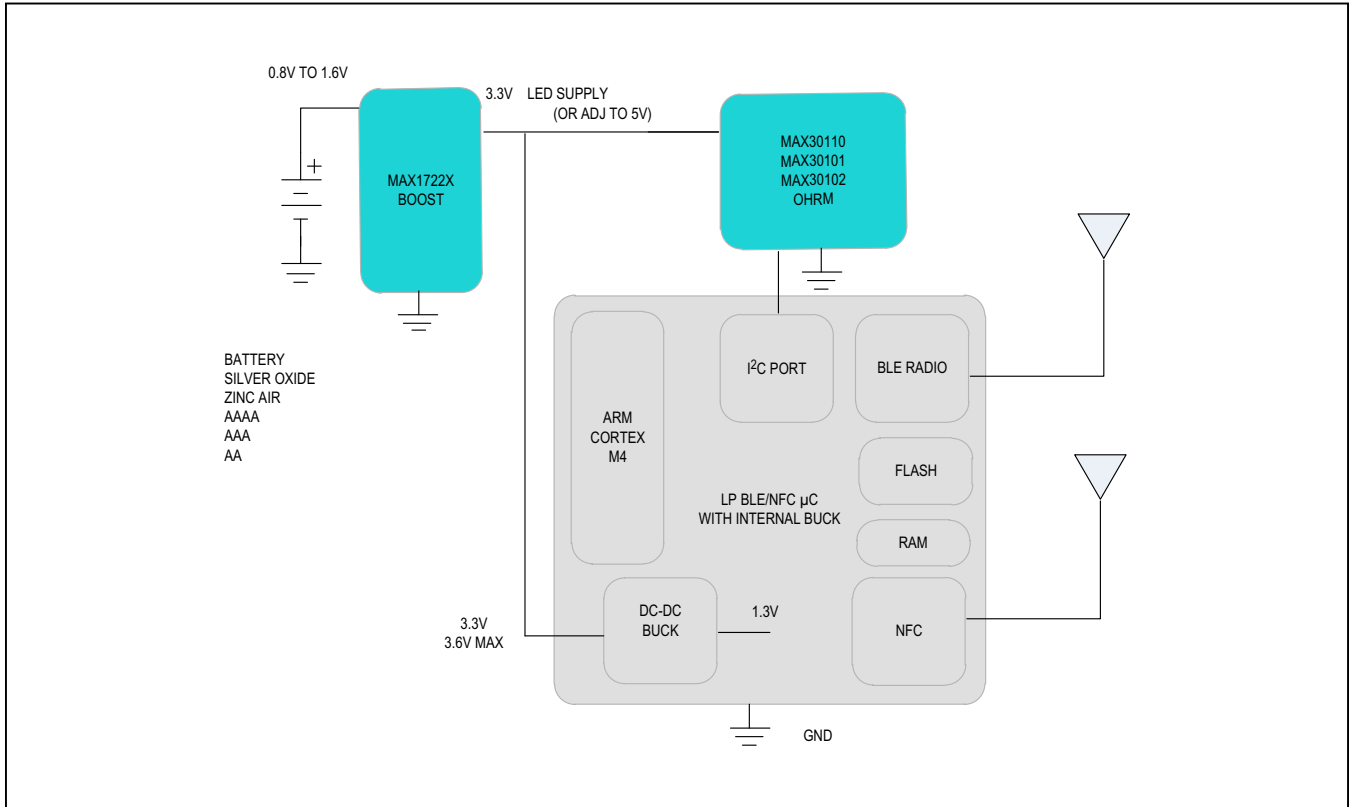 0.8V TO 1.6V
3.3V LED SUPPLY
(OR ADJ TO 5V)
+
MAX1722X
BOOST
MAX30110
MAX30101
MAX30102
OHRM
BATTERY
SILVER OXIDE
ZINC AIR
AAAA
AAA
AA
ARM
CORTEX
M4
I²C PORT
BLE RADIO
FLASH
LP BLE/NFC µC
WITH INTERNAL BUCK
RAM
3.3V
3.6V MAX
DC-DC
BUCK
1.3V
NFC
GND